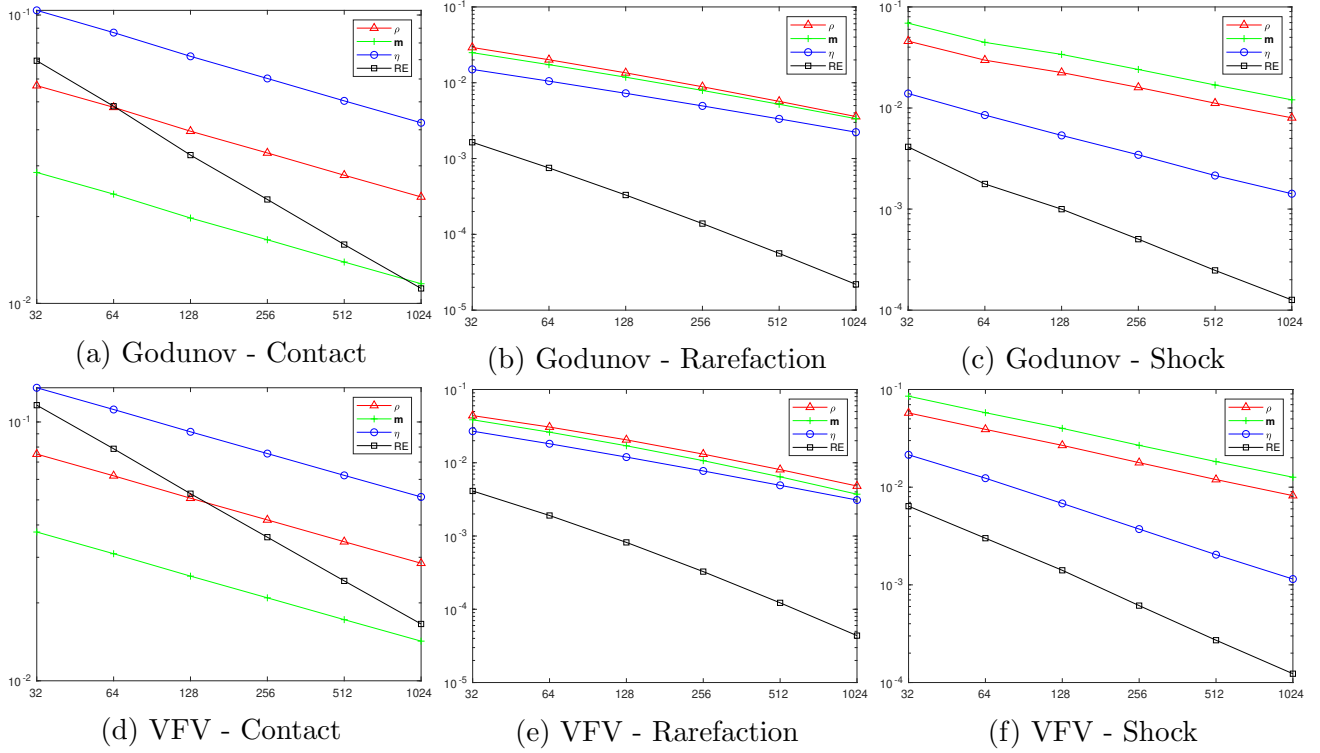 10^-1
10^-2
32 64 128 256 512 1024
ρ
m
η
RE
(a) Godunov - Contact
10^-1
10^-2
10^-3
10^-4
10^-5
32 64 128 256 512 1024
ρ
m
η
RE
(b) Godunov - Rarefaction
10^-1
10^-2
10^-3
10^-4
32 64 128 256 512 1024
ρ
m
η
RE
(c) Godunov - Shock
10^-1
10^-2
32 64 128 256 512 1024
ρ
m
η
RE
(d) VFV - Contact
10^-1
10^-2
10^-3
10^-4
10^-5
32 64 128 256 512 1024
ρ
m
η
RE
(e) VFV - Rarefaction
10^-1
10^-2
10^-3
10^-4
32 64 128 256 512 1024
ρ
m
η
RE
(f) VFV - Shock